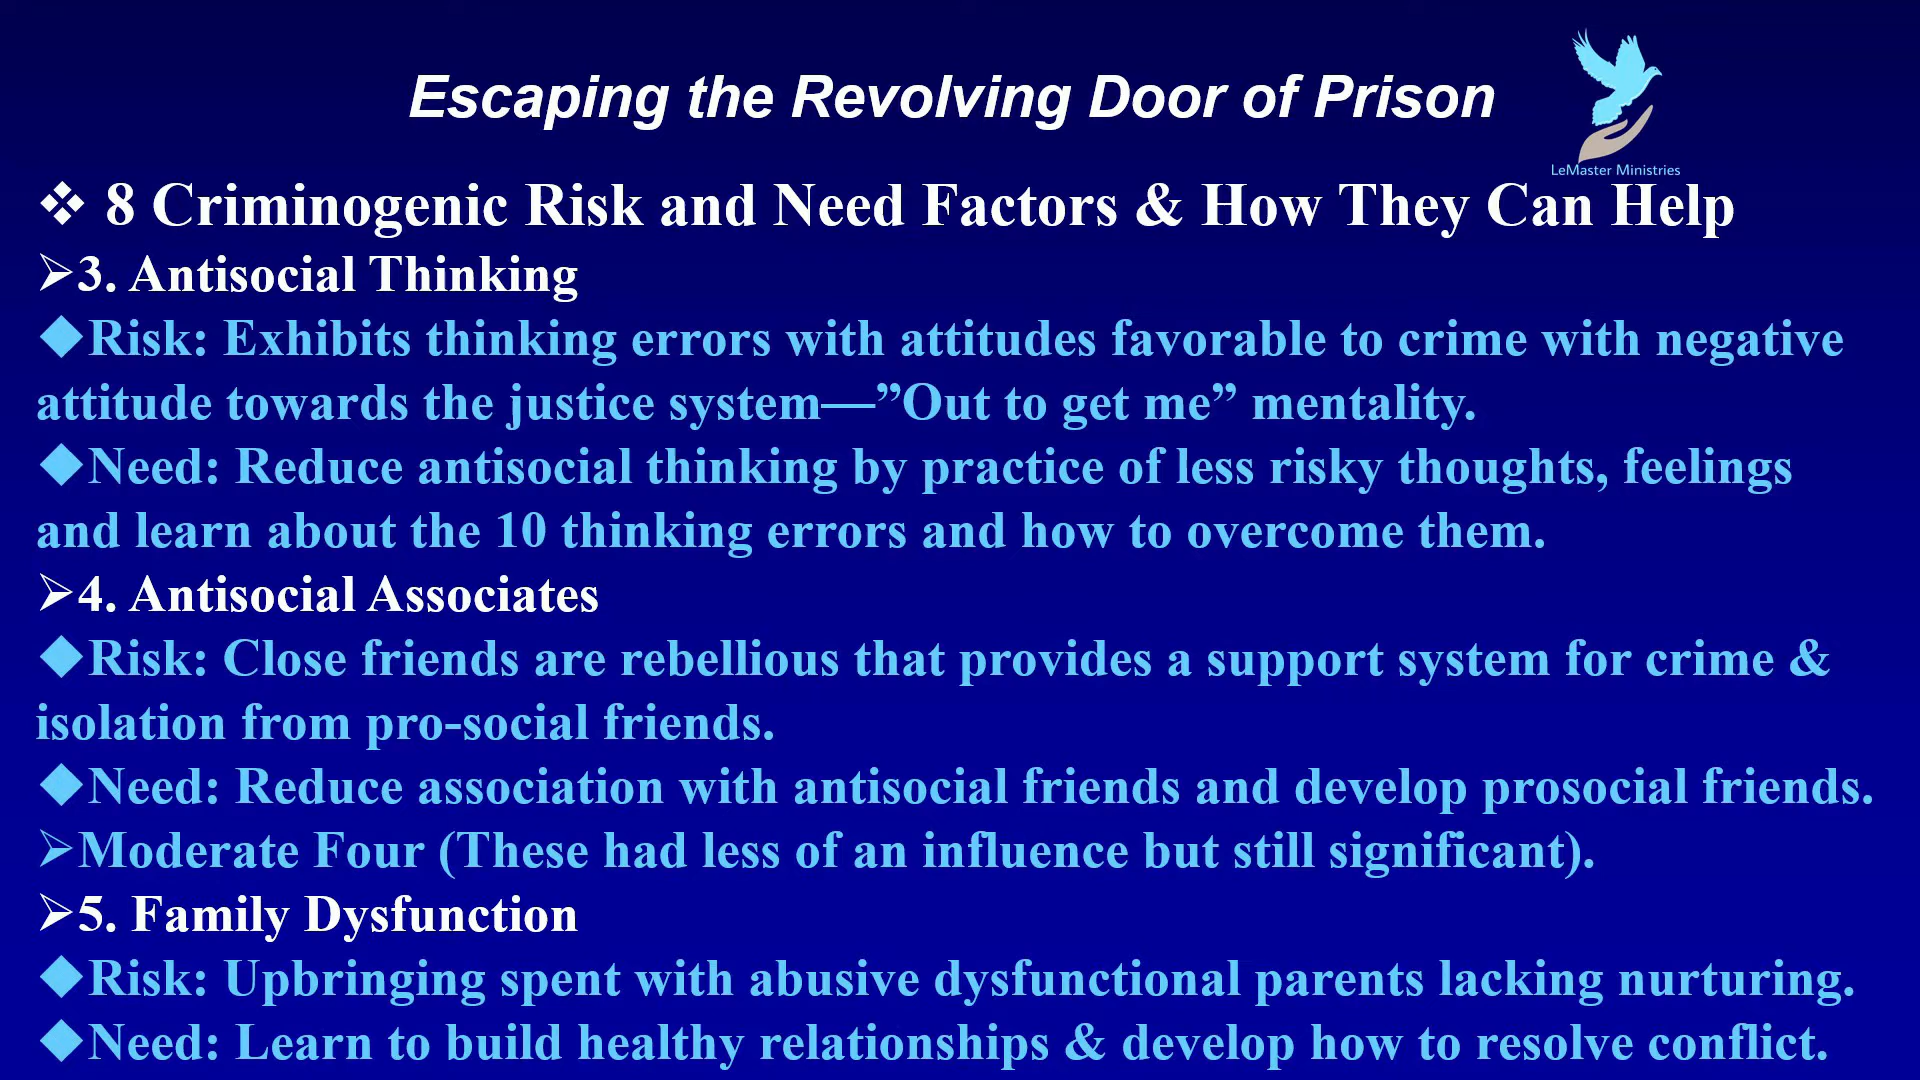 Escaping the Revolving Door of Prison
LeMaster Ministries
❖ 8 Criminogenic Risk and Need Factors & How They Can Help
➢3. Antisocial Thinking
◆Risk: Exhibits thinking errors with attitudes favorable to crime with negative
attitude towards the justice system—”Out to get me” mentality.
◆Need: Reduce antisocial thinking by practice of less risky thoughts, feelings
and learn about the 10 thinking errors and how to overcome them.
➢4. Antisocial Associates
◆Risk: Close friends are rebellious that provides a support system for crime &
isolation from pro-social friends.
◆Need: Reduce association with antisocial friends and develop prosocial friends.
➢Moderate Four (These had less of an influence but still significant).
➢5. Family Dysfunction
◆Risk: Upbringing spent with abusive dysfunctional parents lacking nurturing.
◆Need: Learn to build healthy relationships & develop how to resolve conflict.